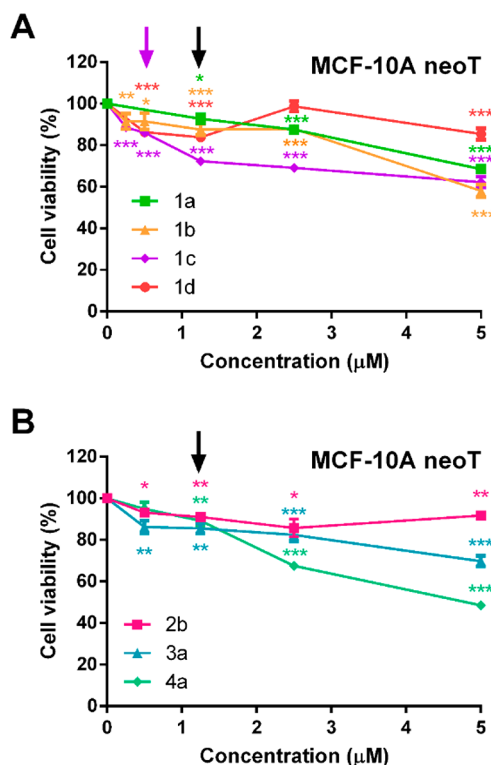 A
MCF-10A neoT
Cell viability (%)
120
100
80
60
40
20
0
** *** * * *** ***
*** *** *** *** *** *** *** *** *** ***
1a
1b
1c
1d
0 1 2 3 4 5
Concentration (μM)
B
MCF-10A neoT
Cell viability (%)
120
100
80
60
40
20
0
* ** ** * *** **
** ** *** *** ***
2b
3a
4a
0 1 2 3 4 5
Concentration (μM)